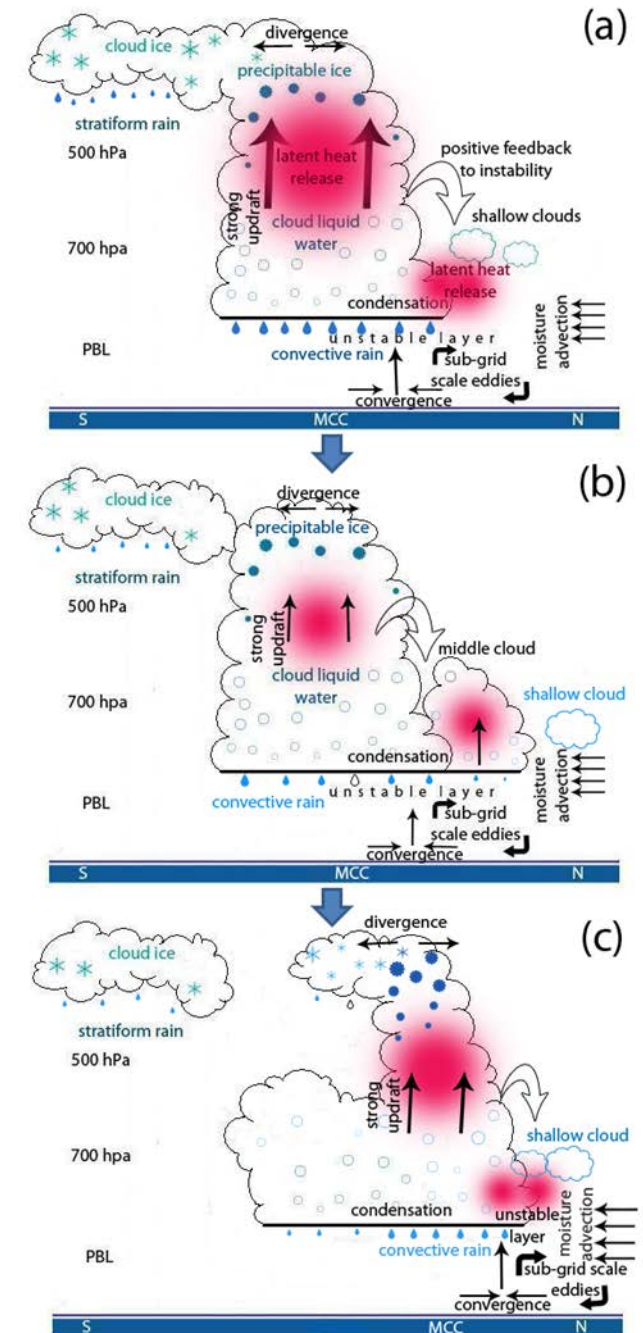 (a)
divergence
cloud ice
precipitable ice
stratiform rain
500 hPa
latent heat
release
positive feedback
to instability
strong
updraft
cloud liquid
water
shallow clouds
700 hpa
latent heat
release
condensation
moisture
advection
unstable layer
convective rain
PBL
sub-grid
scale eddies
convergence
S MCC N
(b)
divergence
cloud ice
precipitable ice
stratiform rain
500 hPa
strong
updraft
middle cloud
cloud liquid
water
700 hpa
shallow cloud
condensation
moisture
advection
unstable layer
convective rain
PBL
sub-grid
scale eddies
convergence
S MCC N
(c)
divergence
cloud ice
stratiform rain
500 hPa
strong
updraft
shallow cloud
700 hpa
condensation
unstable
layer
moisture
advection
convective rain
PBL
sub-grid scale
eddies
convergence
S MCC N